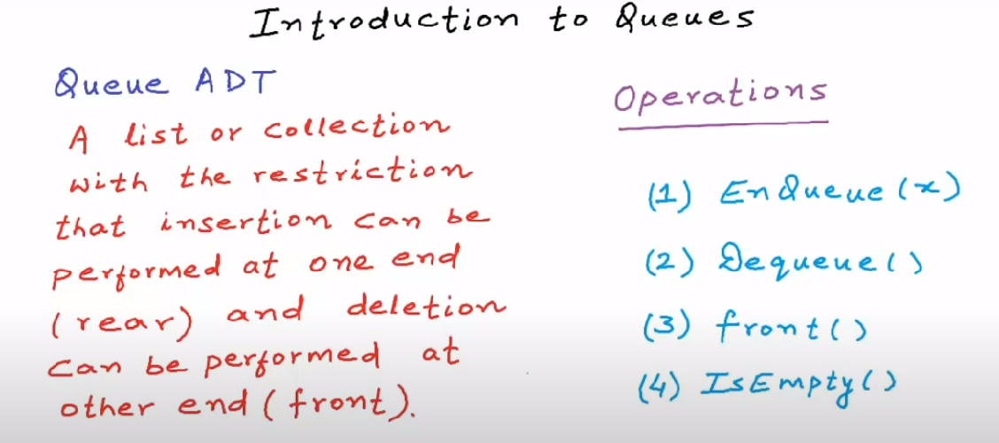 Introduction to Queues
Queue ADT
A list or collection
with the restriction
that insertion can be
performed at one end
(rear) and deletion
can be performed at
other end (front).
Operations
(1) EnQueue(x)
(2) Dequeue()
(3) front()
(4) IsEmpty()